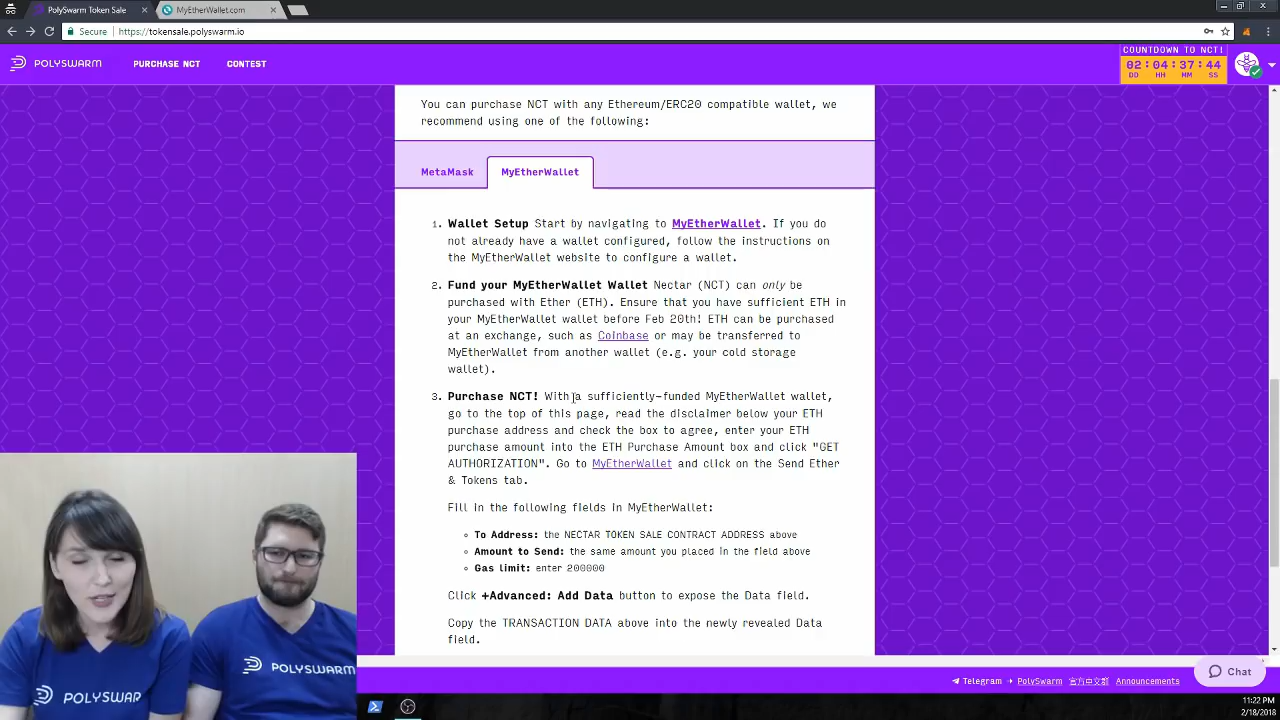 PolySwarm Token Sale
MyEtherWallet.com
Secure
https://tokensale.polyswarm.io
POLYSWARM
PURCHASE NCT
CONTEST
COUNTDOWN TO NCT!
02:04:37:44
DD HH MM SS
You can purchase NCT with any Ethereum/ERC20 compatible wallet, we
recommend using one of the following:
MetaMask
MyEtherWallet
1. Wallet Setup Start by navigating to MyEtherWallet. If you do
not already have a wallet configured, follow the instructions on
the MyEtherWallet website to configure a wallet.
2. Fund your MyEtherWallet Wallet Nectar (NCT) can only be
purchased with Ether (ETH). Ensure that you have sufficient ETH in
your MyEtherWallet wallet before Feb 20th! ETH can be purchased
at an exchange, such as Coinbase or may be transferred to
MyEtherWallet from another wallet (e.g. your cold storage
wallet).
3. Purchase NCT! With a sufficiently-funded MyEtherWallet wallet,
go to the top of this page, read the disclaimer below your ETH
purchase address and check the box to agree, enter your ETH
purchase amount into the ETH Purchase Amount box and click "GET
AUTHORIZATION". Go to MyEtherWallet and click on the Send Ether
& Tokens tab.
Fill in the following fields in MyEtherWallet:
To Address: the NECTAR TOKEN SALE CONTRACT ADDRESS above
Amount to Send: the same amount you placed in the field above
Gas limit: enter 200000
Click +Advanced: Add Data button to expose the Data field.
Copy the TRANSACTION DATA above into the newly revealed Data
field.
POLYSWAR
POLYSWARM
Chat
Telegram → PolySwarm 官方中文群 Announcements
11:22 PM
2/18/2018